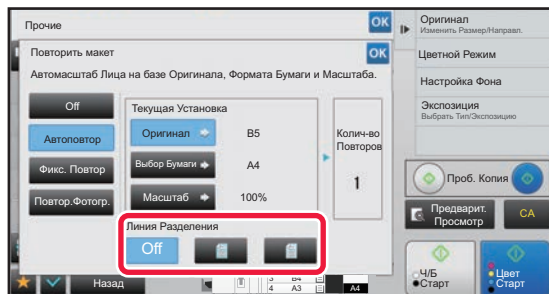 Прочие
OK
Повторить макет
OK
Автомасштаб Лица на базе Оригинала, Формата Бумаги и Масштаба.
Off
Автоповтор
Фикс. Повтор
Повтор.Фотогр.
Текущая Установка
Оригинал
B5
Выбор Бумаги
A4
Масштаб
100%
Колич-во
Повторов
1
Линия Разделения
Off
Назад
3 B4
4 A3
A4
Оригинал
Изменить Размер/Направл.
Цветной Режим
Настройка Фона
Экспозиция
Выбрать Тип/Экспозицию
Проб. Копия
Предварит.
Просмотр
CA
Ч/Б
Старт
Цвет
Старт